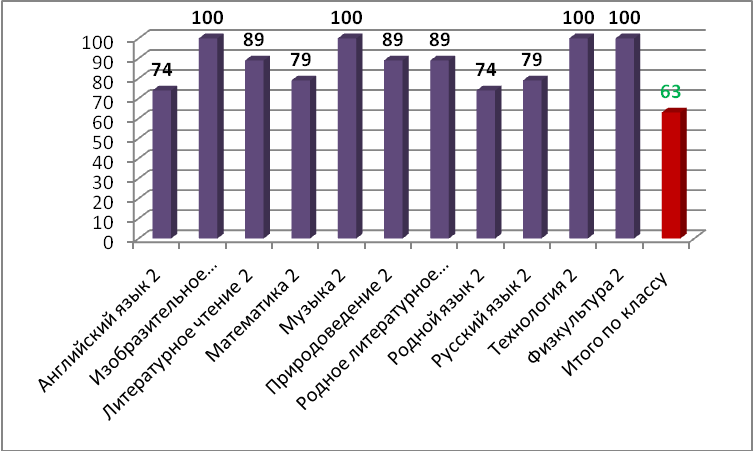 100
100
100
100
89
89
89
79
79
74
74
63
100
90
80
70
60
50
40
30
20
10
0
Английский язык 2
Изобразительное...
Литературное чтение 2
Математика 2
Музыка 2
Природоведение 2
Родное литературное...
Родной язык 2
Русский язык 2
Технология 2
Физкультура 2
Итого по классу